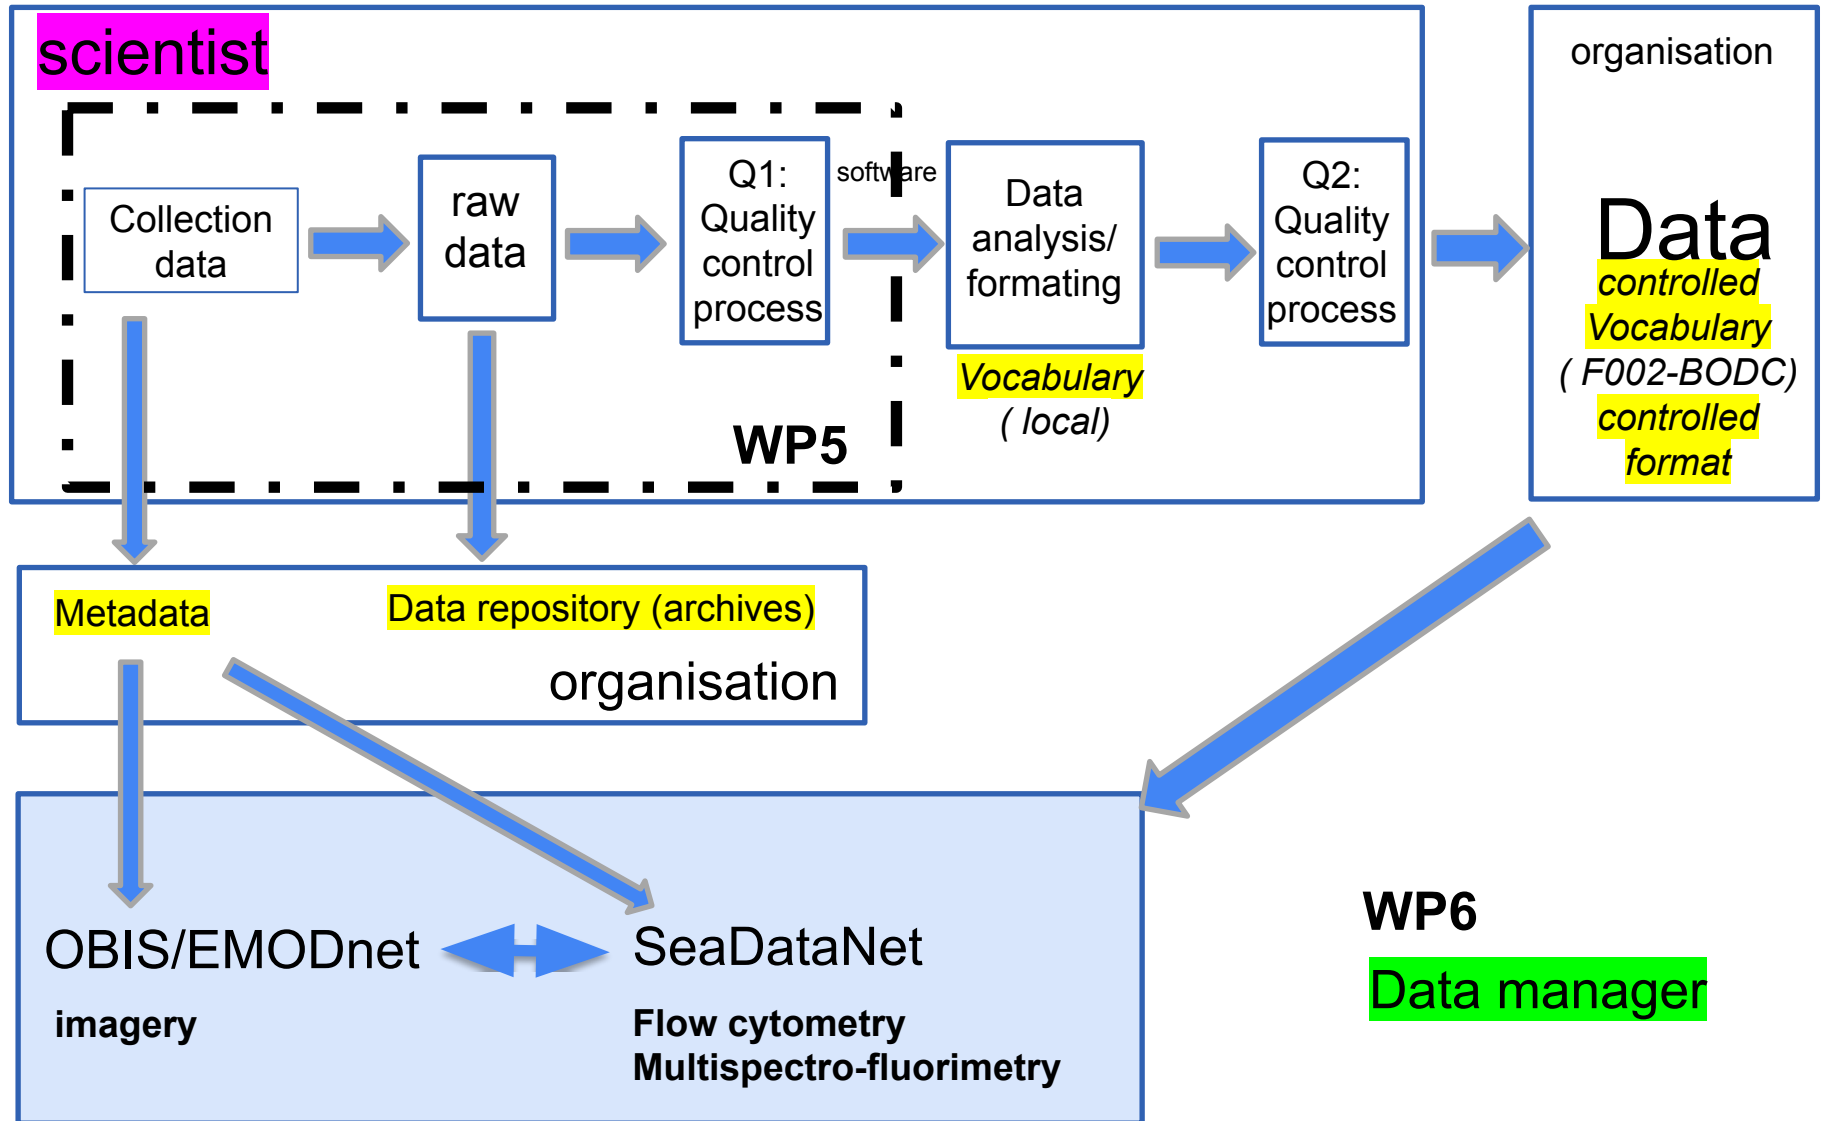 scientist
Collection
data
raw
data
Q1:
Quality
control
process
software
Data
analysis/
formating
Vocabulary
( local)
Q2:
Quality
control
process
WP5
organisation
Data
controlled
Vocabulary
( F002-BODC)
controlled
format
Metadata
Data repository (archives)
organisation
OBIS/EMODnet
imagery
SeaDataNet
Flow cytometry
Multispectro-fluorimetry
WP6
Data manager